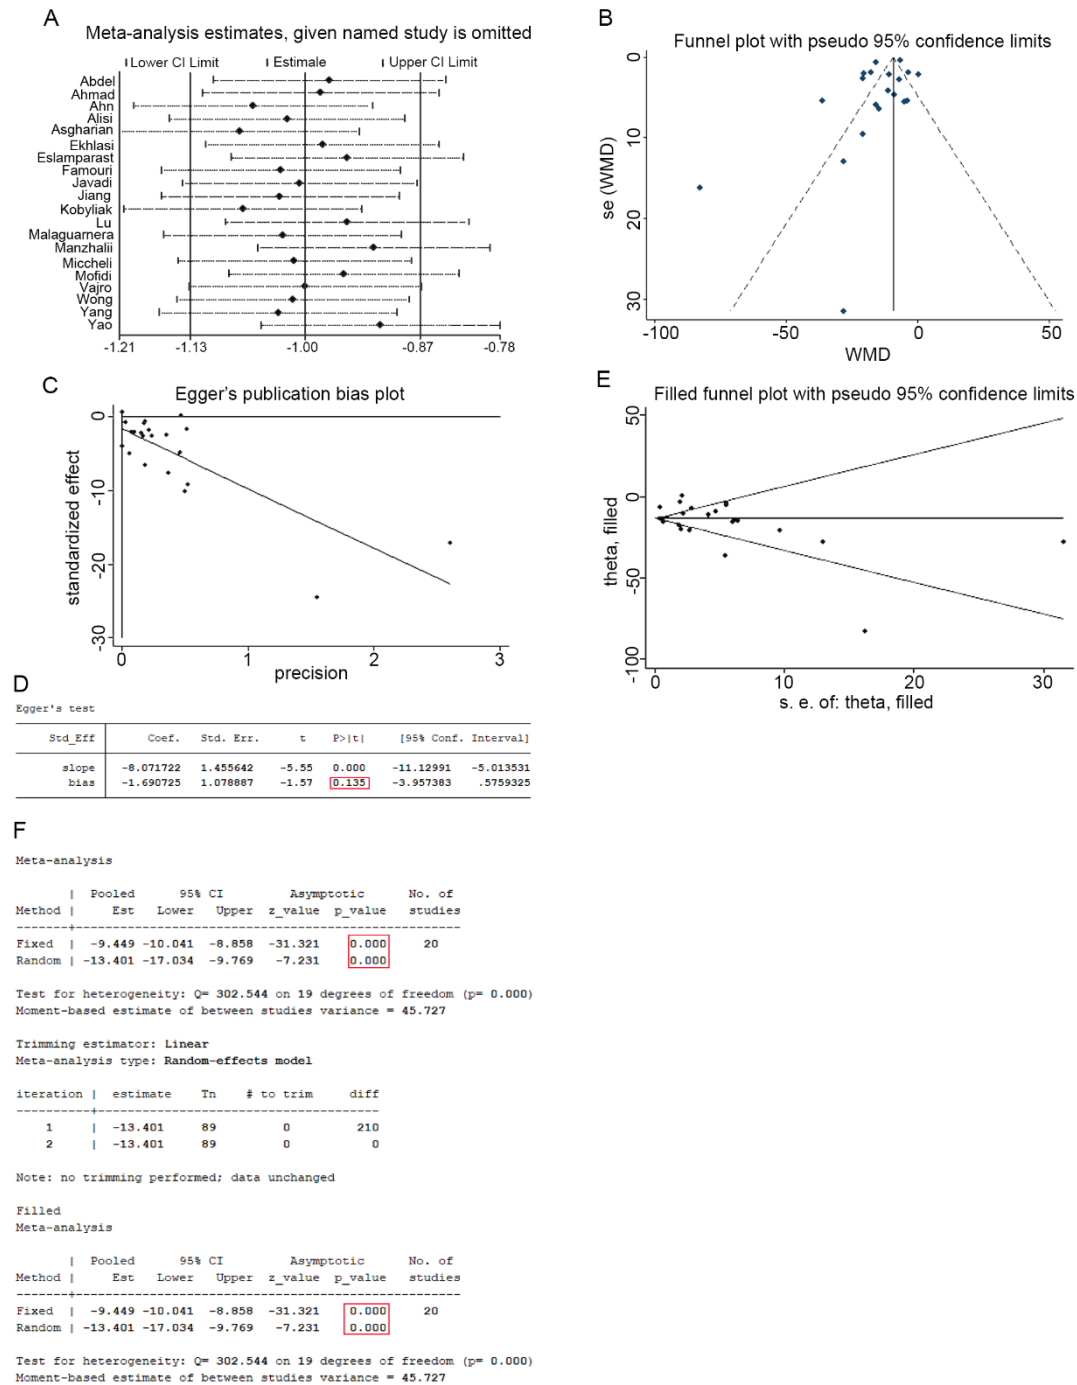 A
Meta-analysis estimates, given named study is omitted
Lower CI Limit Estimale Upper CI Limit
Abdel
Ahmad
Ahn
Alisi
Asgharian
Ekhlasi
Eslamparast
Famouri
Javadi
Jiang
Kobyliak
Lu
Malaguarnera
Manzhalii
Miccheli
Mofidi
Vajro
Wong
Yang
Yao
-1.21 -1.13 -1.00 -0.87 -0.78
B
Funnel plot with pseudo 95% confidence limits
se (WMD)
0
10
20
30
-100 -50 0 50
WMD
C
Egger's publication bias plot
standardized effect
0
-10
-20
-30
0 1 2 3
precision
E
Filled funnel plot with pseudo 95% confidence limits
theta, filled
50
0
-50
-100
0 10 20 30
s. e. of: theta, filled
D
Egger's test
Std_Eff Coef. Std. Err. t P>|t| [95% Conf. Interval]
slope -8.071722 1.455642 -5.55 0.000 -11.12991 -5.013531
bias -1.690725 1.078887 -1.57 0.135 -3.957383 .5759325
F
Meta-analysis
| Pooled 95% CI Asymptotic No. of
Method | Est Lower Upper z_value p_value studies
Fixed | -9.449 -10.041 -8.858 -31.321 0.000 20
Random | -13.401 -17.034 -9.769 -7.231 0.000
Test for heterogeneity: Q= 302.544 on 19 degrees of freedom (p= 0.000)
Moment-based estimate of between studies variance = 45.727
Trimming estimator: Linear
Meta-analysis type: Random-effects model
iteration | estimate Tn # to trim diff
1 | -13.401 89 0 210
2 | -13.401 89 0 0
Note: no trimming performed; data unchanged
Filled
Meta-analysis
| Pooled 95% CI Asymptotic No. of
Method | Est Lower Upper z_value p_value studies
Fixed | -9.449 -10.041 -8.858 -31.321 0.000 20
Random | -13.401 -17.034 -9.769 -7.231 0.000
Test for heterogeneity: Q= 302.544 on 19 degrees of freedom (p= 0.000)
Moment-based estimate of between studies variance = 45.727